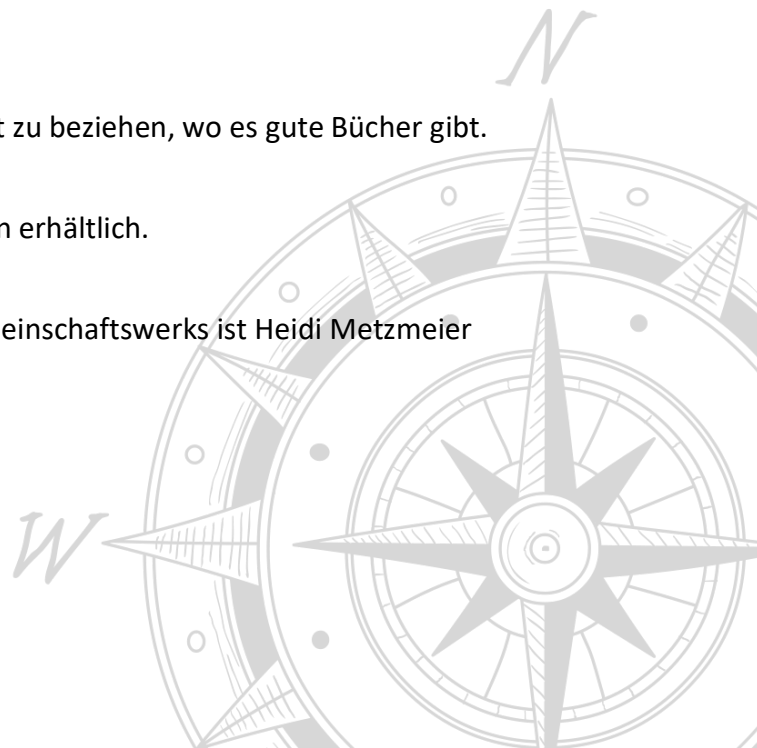 N
t zu beziehen, wo es gute Bücher gibt.
erhältlich.
einschaftswerks ist Heidi Metzmeier
W